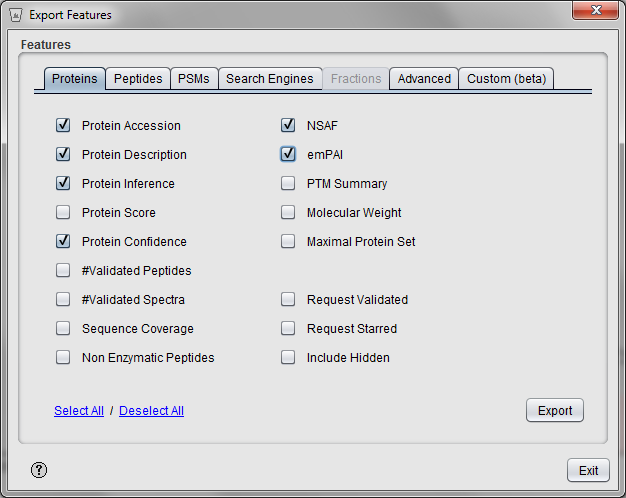 Export Features
Features
Proteins Peptides PSMs Search Engines Fractions Advanced Custom (beta)
Protein Accession NSAF
Protein Description emPAI
Protein Inference PTM Summary
Protein Score Molecular Weight
Protein Confidence Maximal Protein Set
#Validated Peptides
#Validated Spectra Request Validated
Sequence Coverage Request Starred
Non Enzymatic Peptides Include Hidden
Select All / Deselect All Export
? Exit